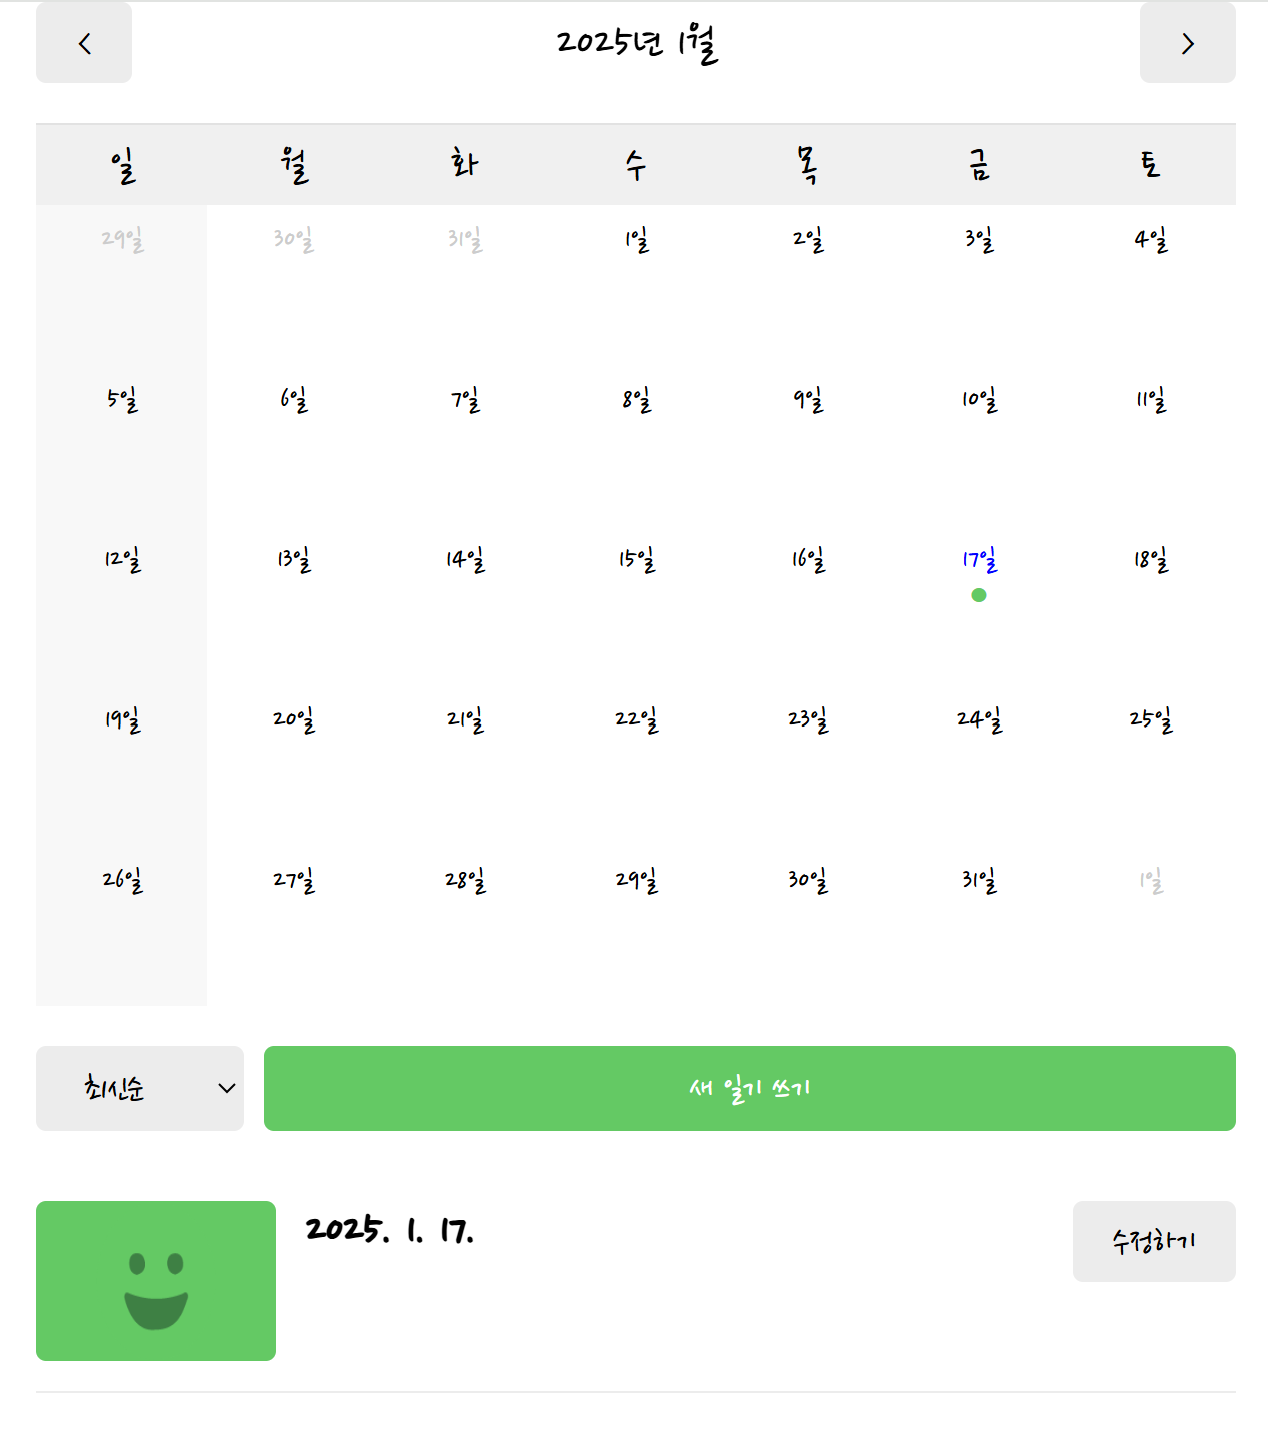 2025년 1월
일 월 화 수 목 금 토
29일 30일 31일 1일 2일 3일 4일
5일 6일 7일 8일 9일 10일 11일
12일 13일 14일 15일 16일 17일 18일
19일 20일 21일 22일 23일 24일 25일
26일 27일 28일 29일 30일 31일 1일
최신순 새 일기 쓰기
2025. 1. 17. 수정하기